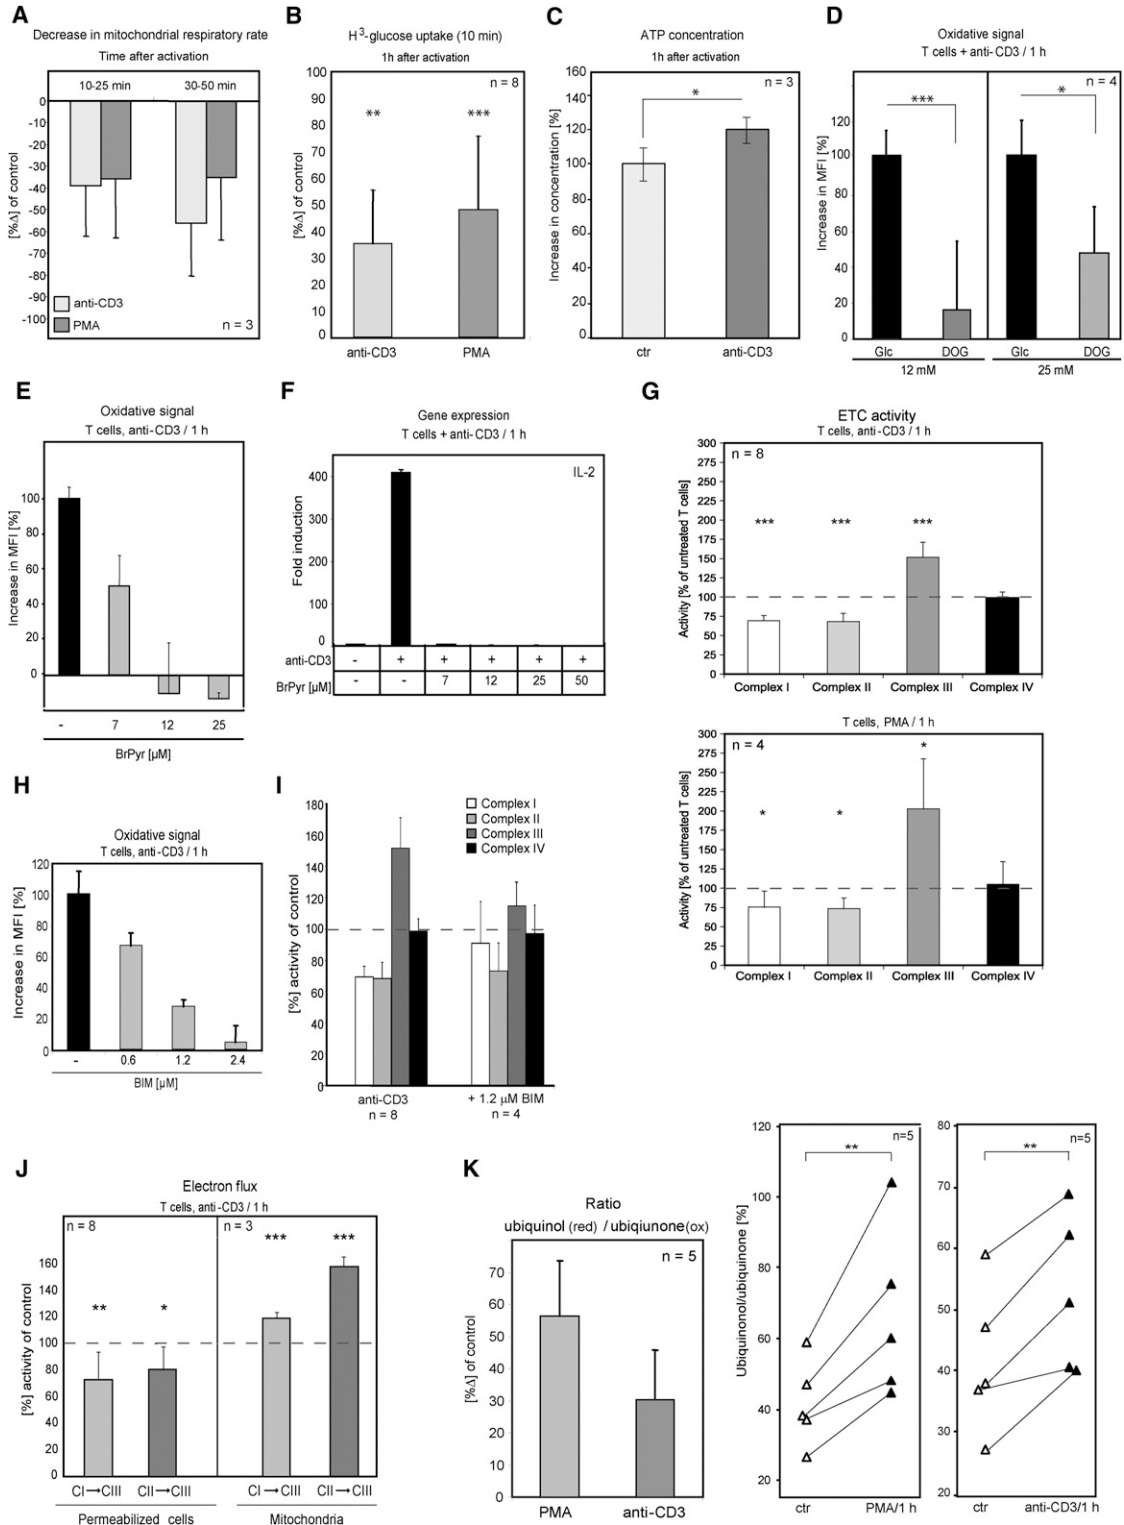 A
Decrease in mitochondrial respiratory rate
Time after activation
10-25 min 30-50 min
0
-10
-20
-30
-40
-50
-60
-70
-80
-90
-100
[%Δ] of control
anti-CD3
PMA
n = 3
B
H³-glucose uptake (10 min)
1h after activation
n = 8
** ***
100
90
80
70
60
50
40
30
20
10
0
[%Δ] of control
anti-CD3 PMA
C
ATP concentration
1h after activation
n = 3
*
160
140
120
100
80
60
40
20
0
Increase in concentration [%]
ctr anti-CD3
D
Oxidative signal
T cells + anti-CD3 / 1 h
n = 4
*** *
120
100
80
60
40
20
0
Increase in MFI [%]
Glc DOG Glc DOG
12 mM 25 mM
E
Oxidative signal
T cells, anti-CD3 / 1 h
100
80
60
40
20
0
Increase in MFI [%]
- 7 12 25
BrPyr [µM]
F
Gene expression
T cells + anti-CD3 / 1 h
IL-2
400
300
200
100
0
Fold induction
anti-CD3 - + + + + +
BrPyr [µM] - 7 12 25 50
G
ETC activity
T cells, anti-CD3 / 1 h
n = 8
*** *** ***
300
275
250
225
200
175
150
125
100
75
50
25
0
Activity [% of untreated T cells]
Complex I Complex II Complex III Complex IV
T cells, PMA / 1 h
n = 4
* * *
300
275
250
225
200
175
150
125
100
75
50
25
0
Activity [% of untreated T cells]
Complex I Complex II Complex III Complex IV
H
Oxidative signal
T cells, anti-CD3 / 1 h
120
100
80
60
40
20
0
Increase in MFI [%]
- 0.6 1.2 2.4
BIM [µM]
I
Complex I
Complex II
Complex III
Complex IV
180
160
140
120
100
80
60
40
20
0
[%] activity of control
anti-CD3 + 1.2 µM BIM
n = 8 n = 4
J
Electron flux
T cells, anti-CD3 / 1 h
n = 8 n = 3
** * *** ***
160
140
120
100
80
60
40
20
0
[%] activity of control
CI→CIII CII→CIII CI→CIII CII→CIII
Permeabilized cells Mitochondria
K
Ratio
ubiquinol (red) / ubiqiunone(ox)
n = 5
70
60
50
40
30
20
10
0
[%Δ] of control
PMA anti-CD3
n=5
**
120
100
80
60
40
20
Ubiquinonol/ubiquinone [%]
ctr PMA/1 h
n=5
**
80
70
60
50
40
30
20
ctr anti-CD3/1 h